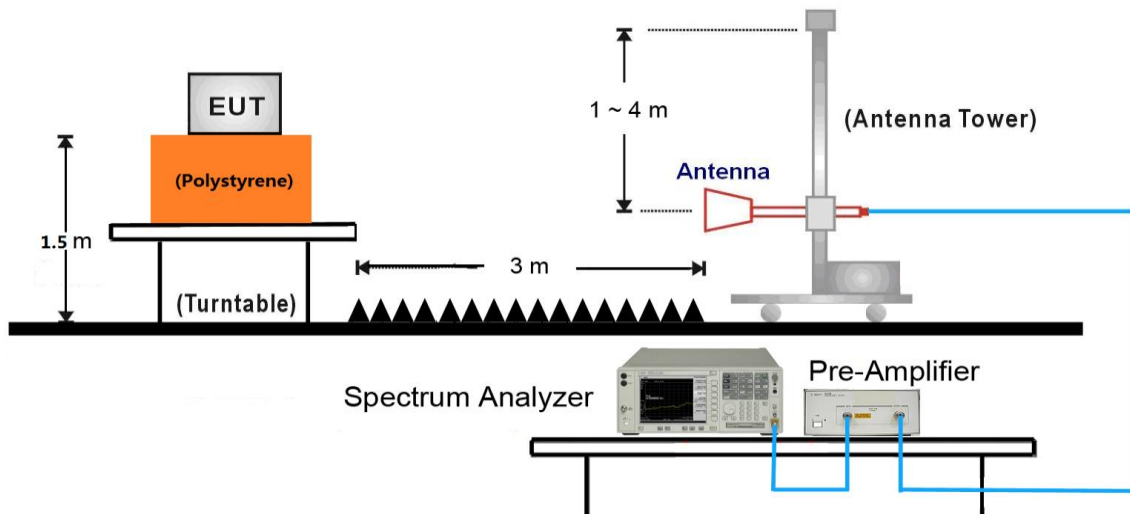 EUT
(Polystyrene)
1.5 m
(Turntable)
3 m
1 ~ 4 m
(Antenna Tower)
Antenna
Spectrum Analyzer
Pre-Amplifier